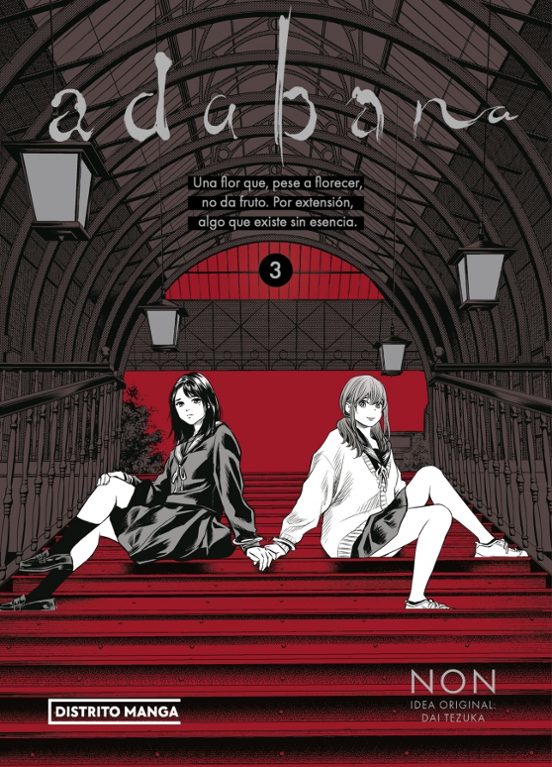 adabana
Una flor que, pese a florecer,
no da fruto. Por extensión,
algo que existe sin esencia.
3
NON
IDEA ORIGINAL:
DAI TEZUKA
DISTRITO MANGA